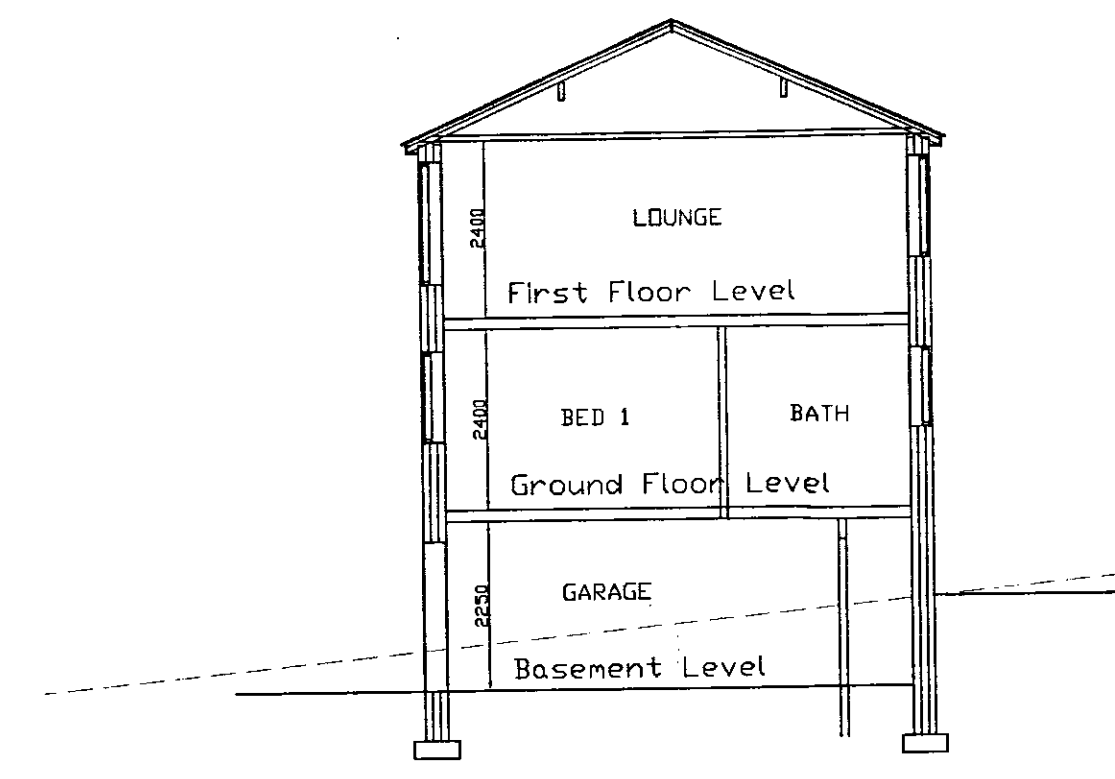 LOUNGE
2400
First Floor Level
BED 1
BATH
2400
Ground Floor Level
GARAGE
2250
Basement Level